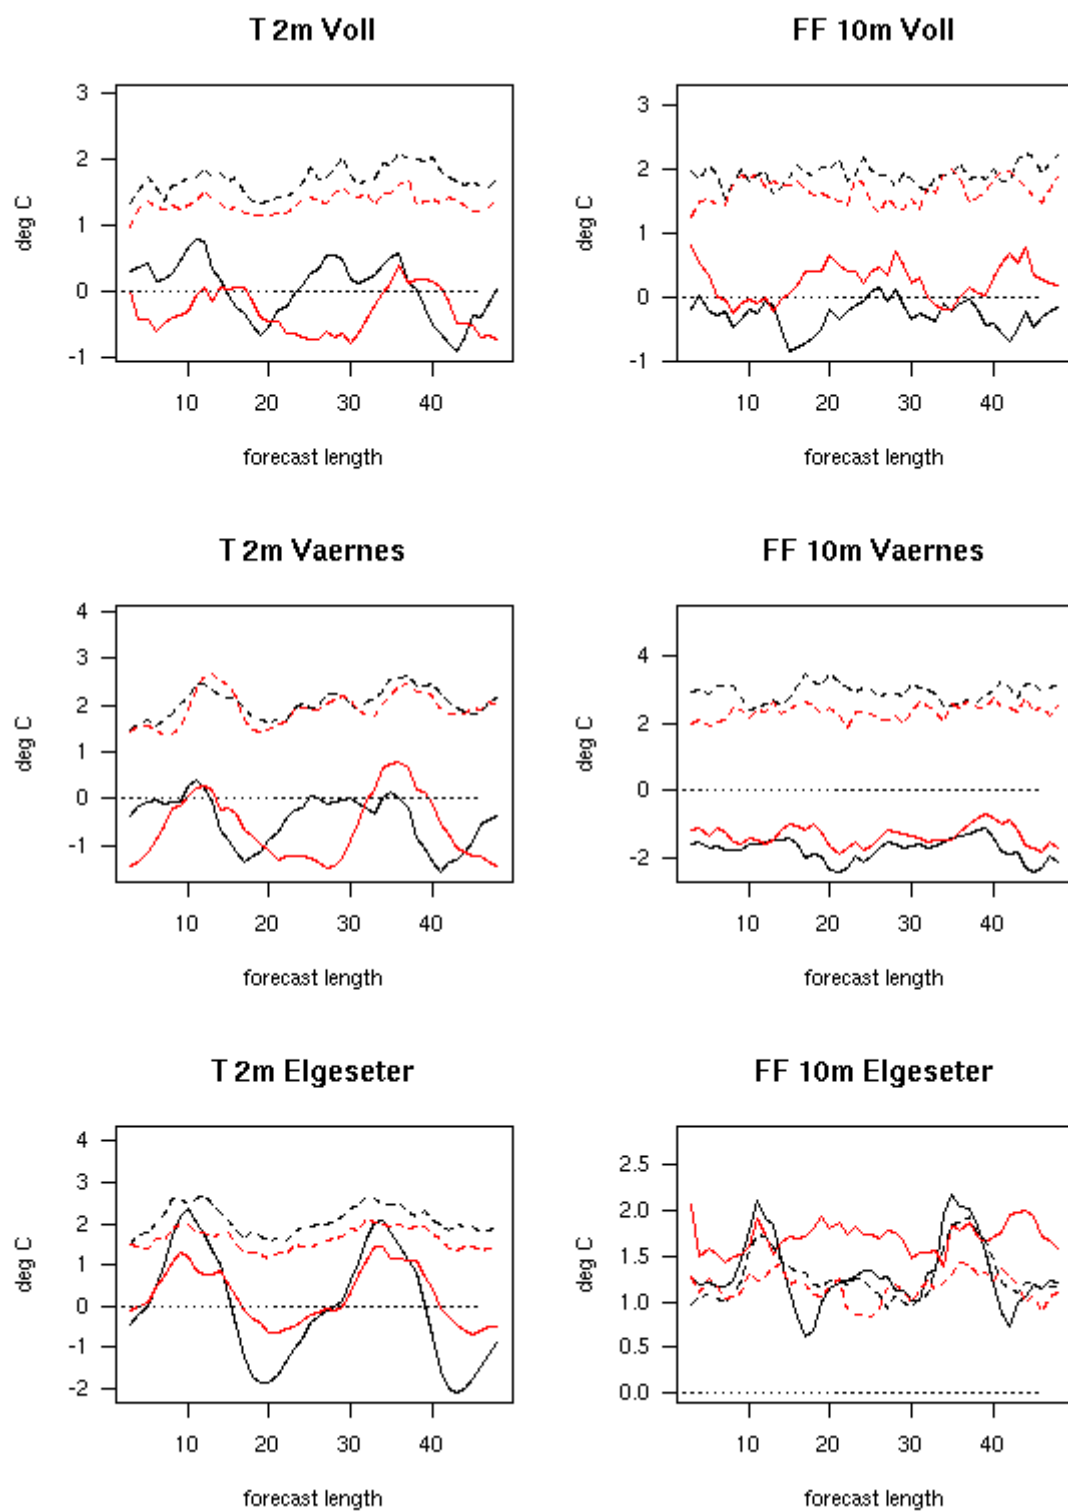 T 2m Voll
FF 10m Voll
deg C
3
2
1
0
-1
10 20 30 40
forecast length
deg C
3
2
1
0
-1
10 20 30 40
forecast length
T 2m Vaernes
FF 10m Vaernes
deg C
4
3
2
1
0
-1
10 20 30 40
forecast length
deg C
4
2
0
-2
10 20 30 40
forecast length
T 2m Elgeseter
FF 10m Elgeseter
deg C
4
3
2
1
0
-1
-2
10 20 30 40
forecast length
deg C
2.5
2.0
1.5
1.0
0.5
0.0
10 20 30 40
forecast length